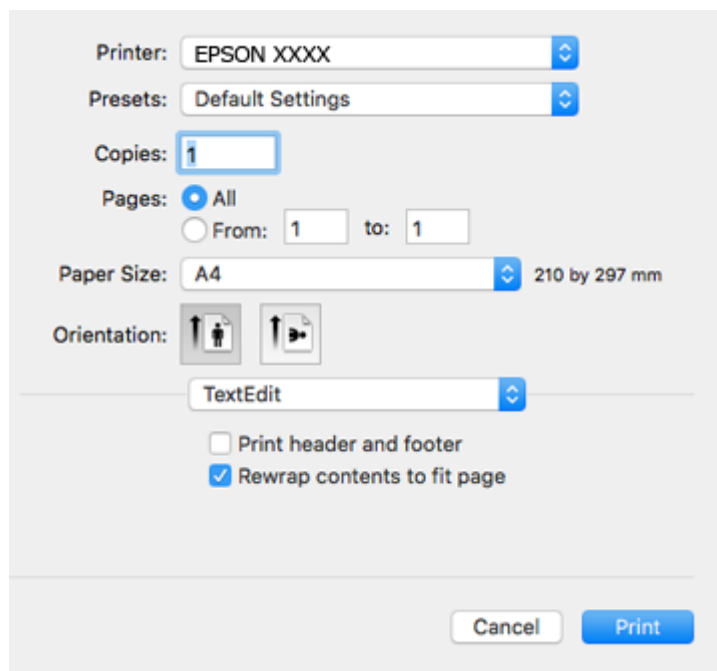 Printer: EPSON XXXX
Presets: Default Settings
Copies: 1
Pages: All
From: 1 to: 1
Paper Size: A4 210 by 297 mm
Orientation:
TextEdit
Print header and footer
Rewrap contents to fit page
Cancel Print